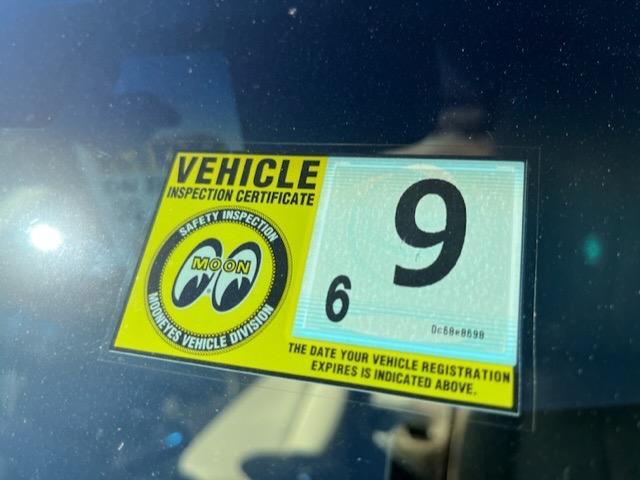 VEHICLE
INSPECTION CERTIFICATE
SAFETY INSPECTION
MOON
MOONEYES VEHICLE DIVISION
9
6
THE DATE YOUR VEHICLE REGISTRATION
EXPIRES IS INDICATED ABOVE.